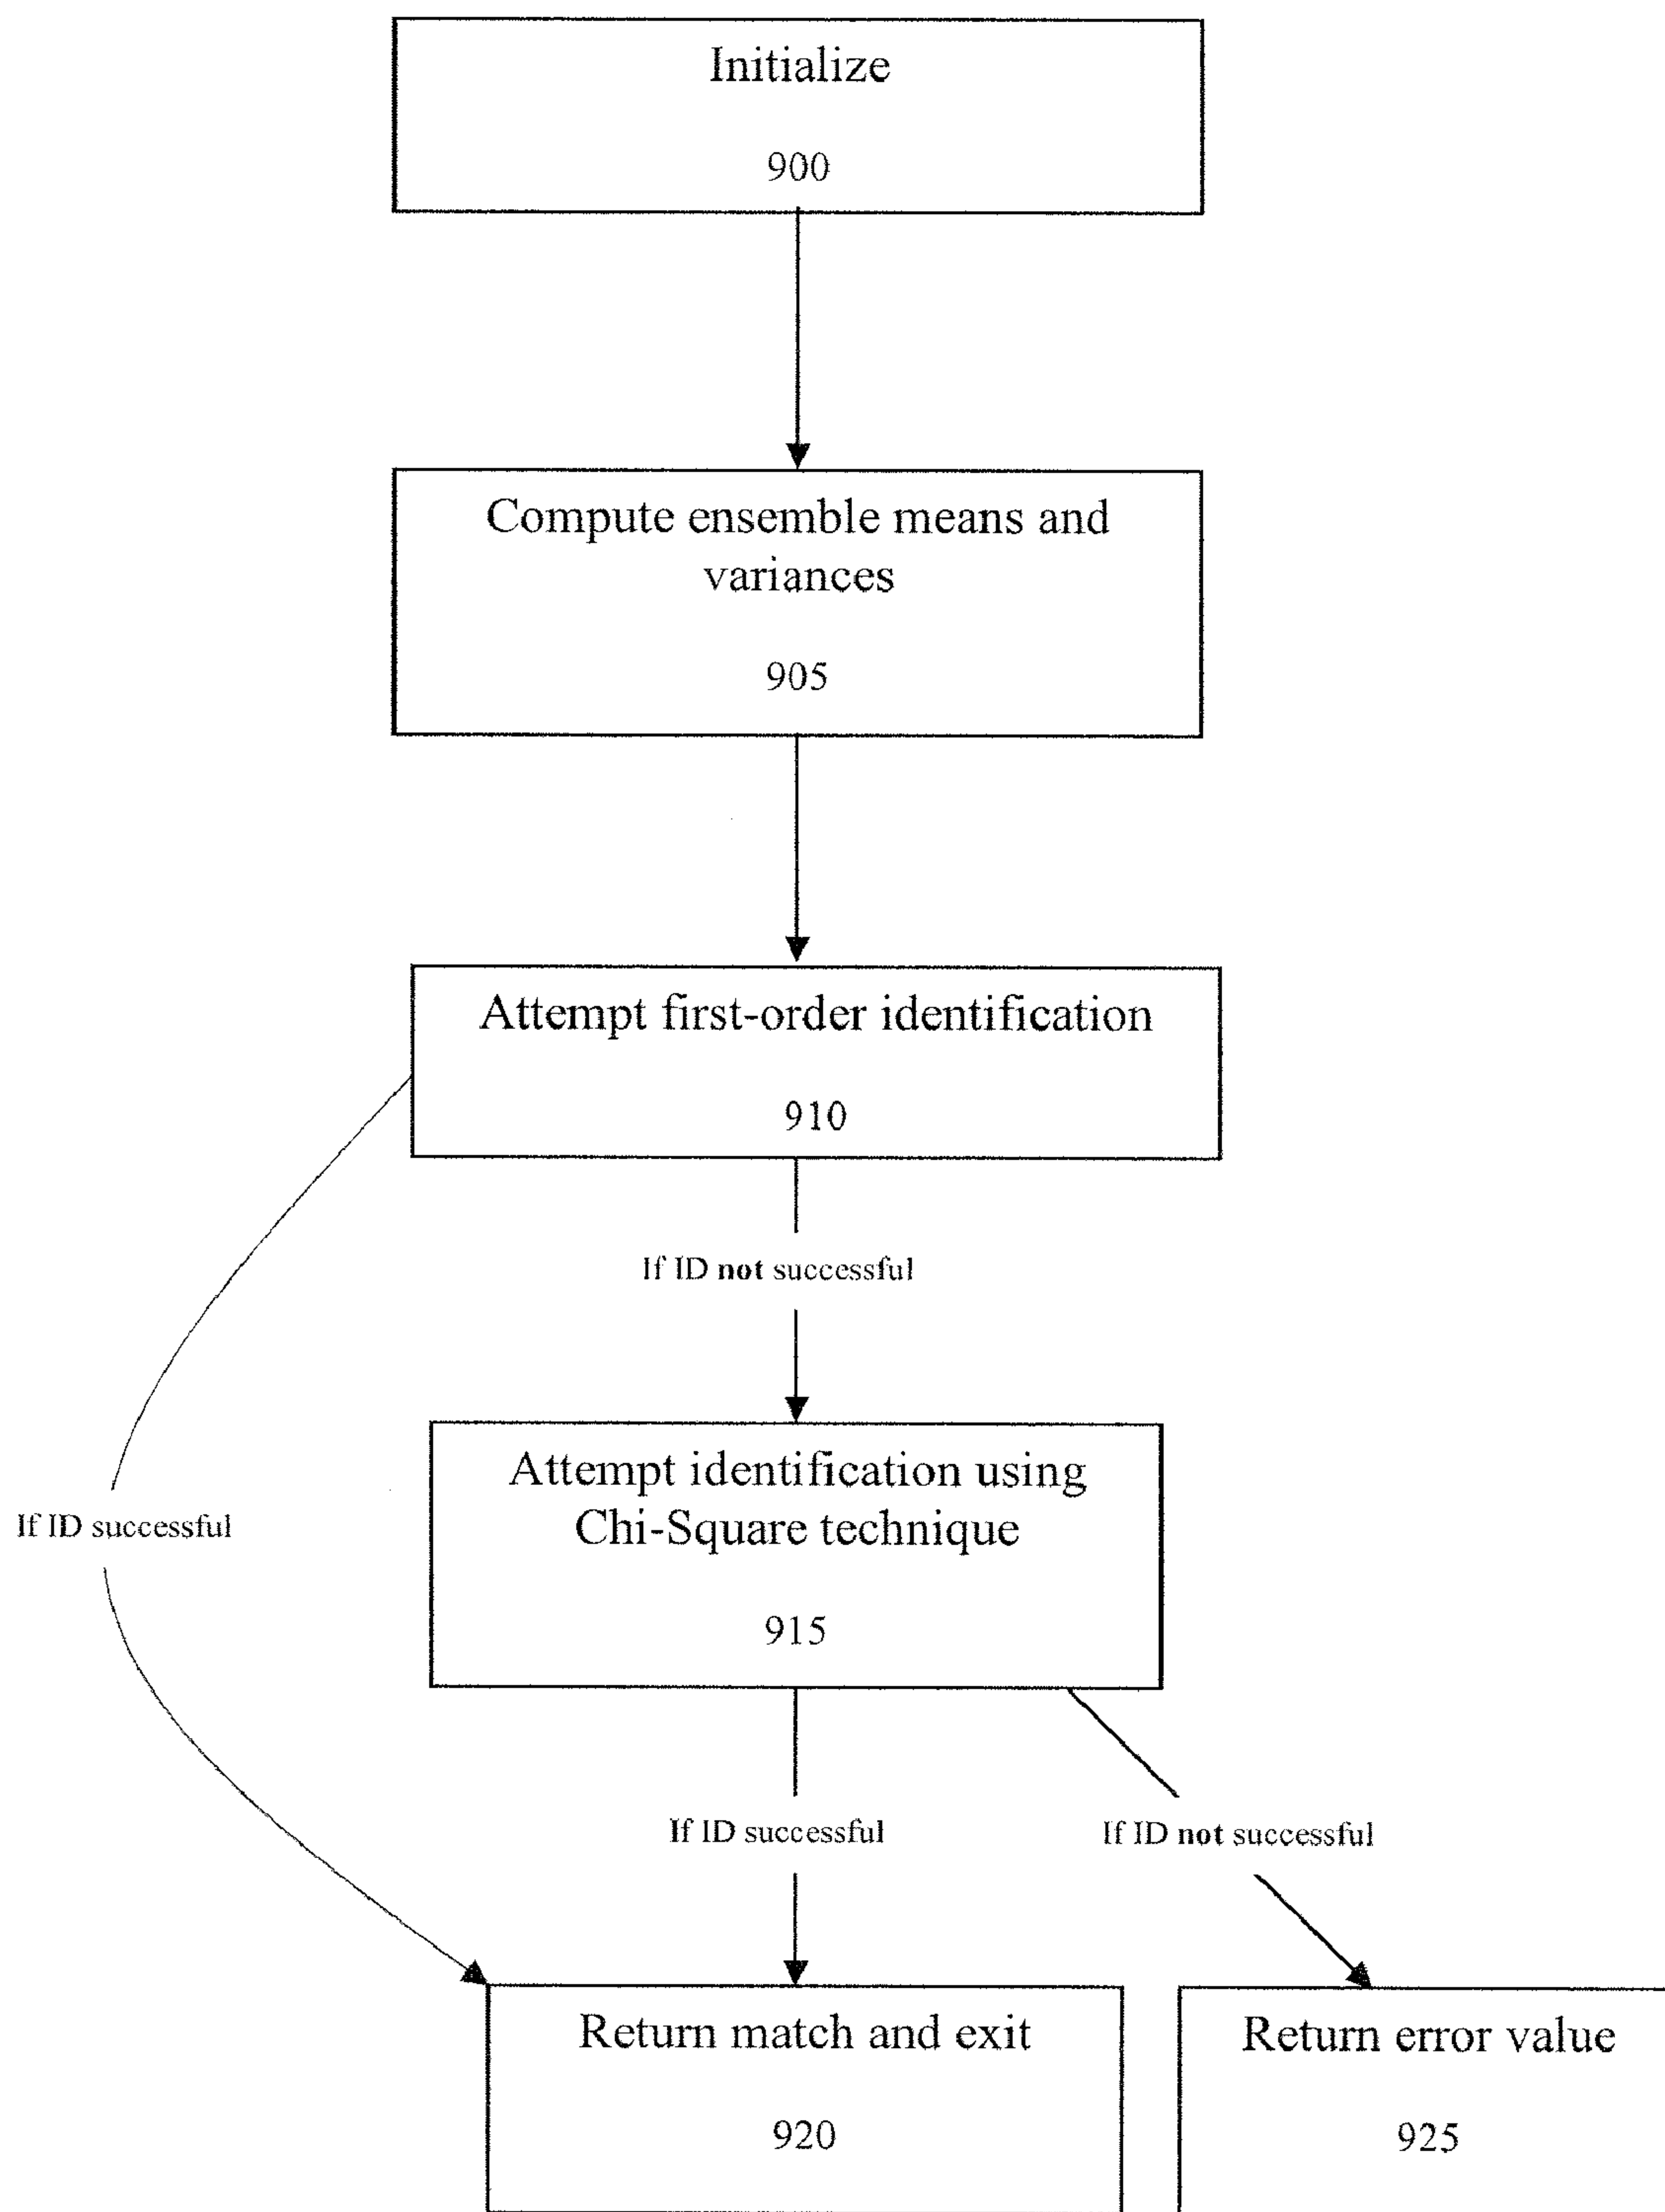 Initialize
900
Compute ensemble means and
variances
905
Attempt first-order identification
910
If ID not successful
Attempt identification using
Chi-Square technique
915
If ID successful
If ID successful
If ID not successful
Return match and exit
920
Return error value
925